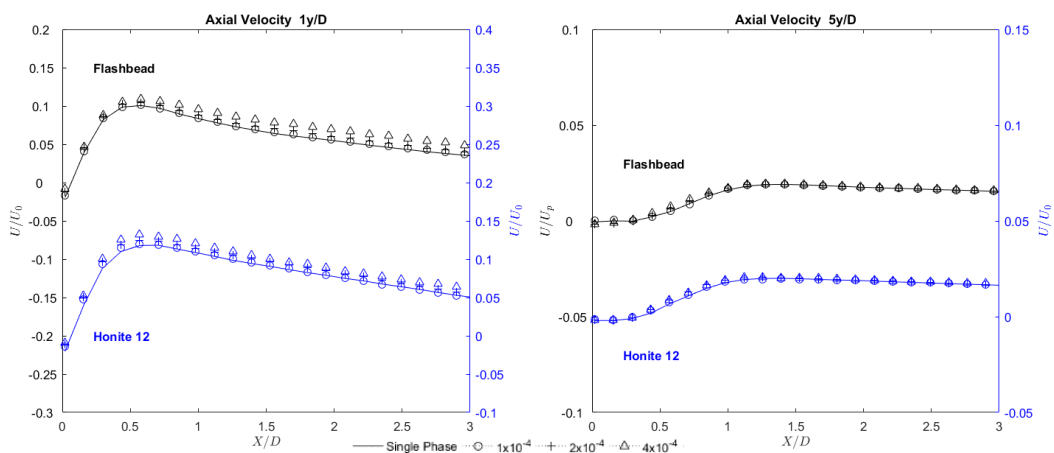 Axial Velocity 1y/D
0.2
0.15
0.1
0.05
0
-0.05
-0.1
-0.15
-0.2
-0.25
-0.3
U/U₀
Flashbead
Honite 12
0.4
0.35
0.3
0.25
0.2
0.15
0.1
0.05
0
-0.05
-0.1
U/U₀
0 0.5 1 1.5 2 2.5 3
X/D
Axial Velocity 5y/D
0.1
0.05
0
-0.05
-0.1
U/Uₚ
Flashbead
Honite 12
0.15
0.1
0.05
0
-0.05
U/U₀
0 0.5 1 1.5 2 2.5 3
X/D
Single Phase 1x10⁻⁴ 2x10⁻⁴ 4x10⁻⁴